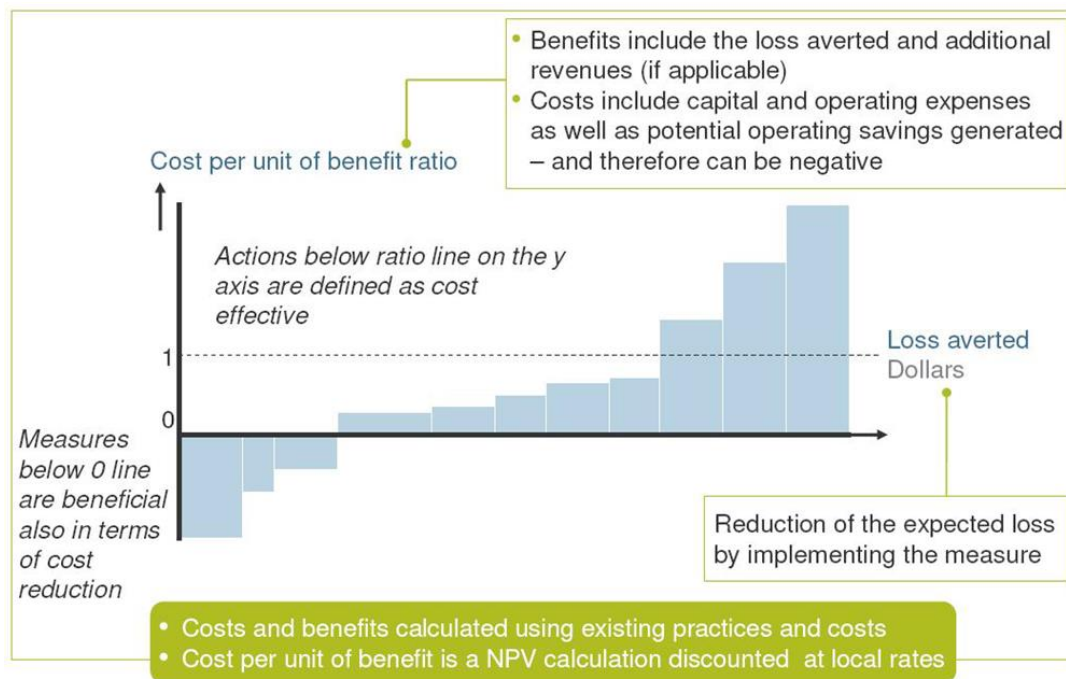 • Benefits include the loss averted and additional
revenues (if applicable)
• Costs include capital and operating expenses
as well as potential operating savings generated
– and therefore can be negative
Cost per unit of benefit ratio
Actions below ratio line on the y
axis are defined as cost
effective
1
Loss averted
Dollars
0
Measures
below 0 line
are beneficial
also in terms
of cost
reduction
Reduction of the expected loss
by implementing the measure
• Costs and benefits calculated using existing practices and costs
• Cost per unit of benefit is a NPV calculation discounted at local rates